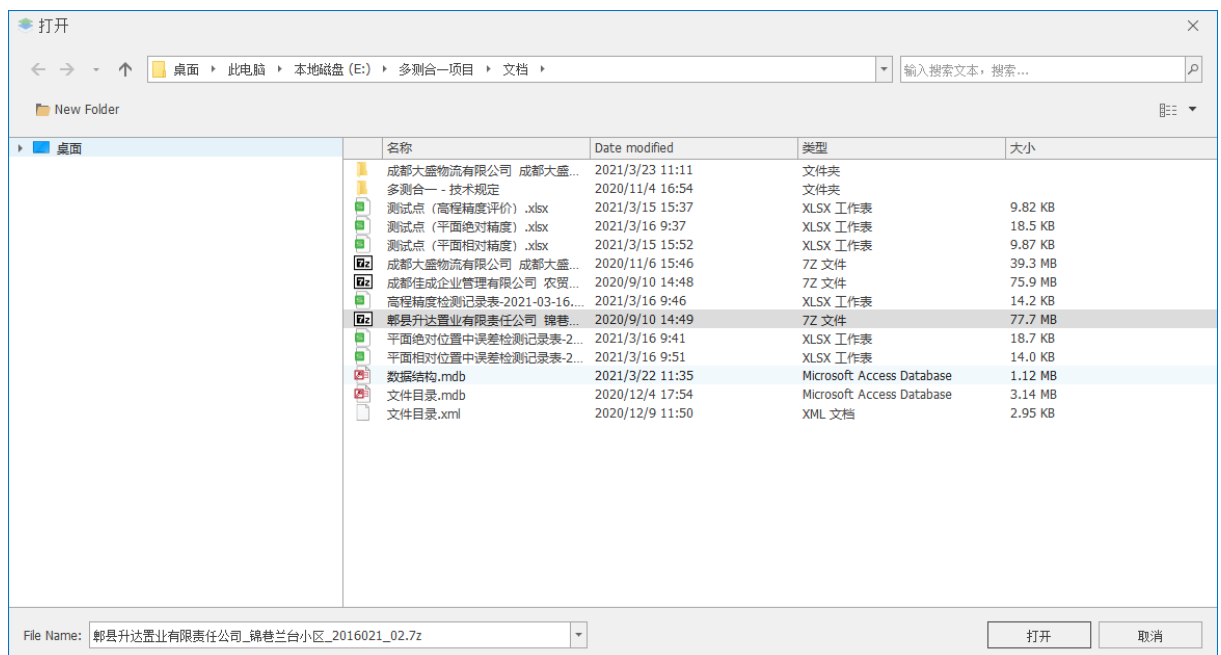 打开
桌面 此电脑 本地磁盘 (E:) 多测合一项目 文档 输入搜索文本，搜索...
New Folder
桌面
名称 Date modified 类型 大小
成都大盛物流有限公司_成都大盛... 2021/3/23 11:11 文件夹
多测合一 - 技术规定 2020/11/4 16:54 文件夹
测试点（高程精度评价）.xlsx 2021/3/15 15:37 XLSX 工作表 9.82 KB
测试点（平面绝对精度）.xlsx 2021/3/16 9:37 XLSX 工作表 18.5 KB
测试点（平面相对精度）.xlsx 2021/3/15 15:52 XLSX 工作表 9.87 KB
成都大盛物流有限公司_成都大盛... 2020/11/6 15:46 7Z 文件 39.3 MB
成都佳成企业管理有限公司_农贸... 2020/9/10 14:48 7Z 文件 75.9 MB
高程精度检测记录表-2021-03-16.... 2021/3/16 9:46 XLSX 工作表 14.2 KB
郫县升达置业有限责任公司_锦巷... 2020/9/10 14:49 7Z 文件 77.7 MB
平面绝对位置中误差检测记录表-2... 2021/3/16 9:41 XLSX 工作表 18.7 KB
平面相对位置中误差检测记录表-2... 2021/3/16 9:51 XLSX 工作表 14.0 KB
数据结构.mdb 2021/3/22 11:35 Microsoft Access Database 1.12 MB
文件目录.mdb 2020/12/4 17:54 Microsoft Access Database 3.14 MB
文件目录.xml 2020/12/9 11:50 XML 文档 2.95 KB
File Name: 郫县升达置业有限责任公司_锦巷兰台小区_2016021_02.7z 打开 取消